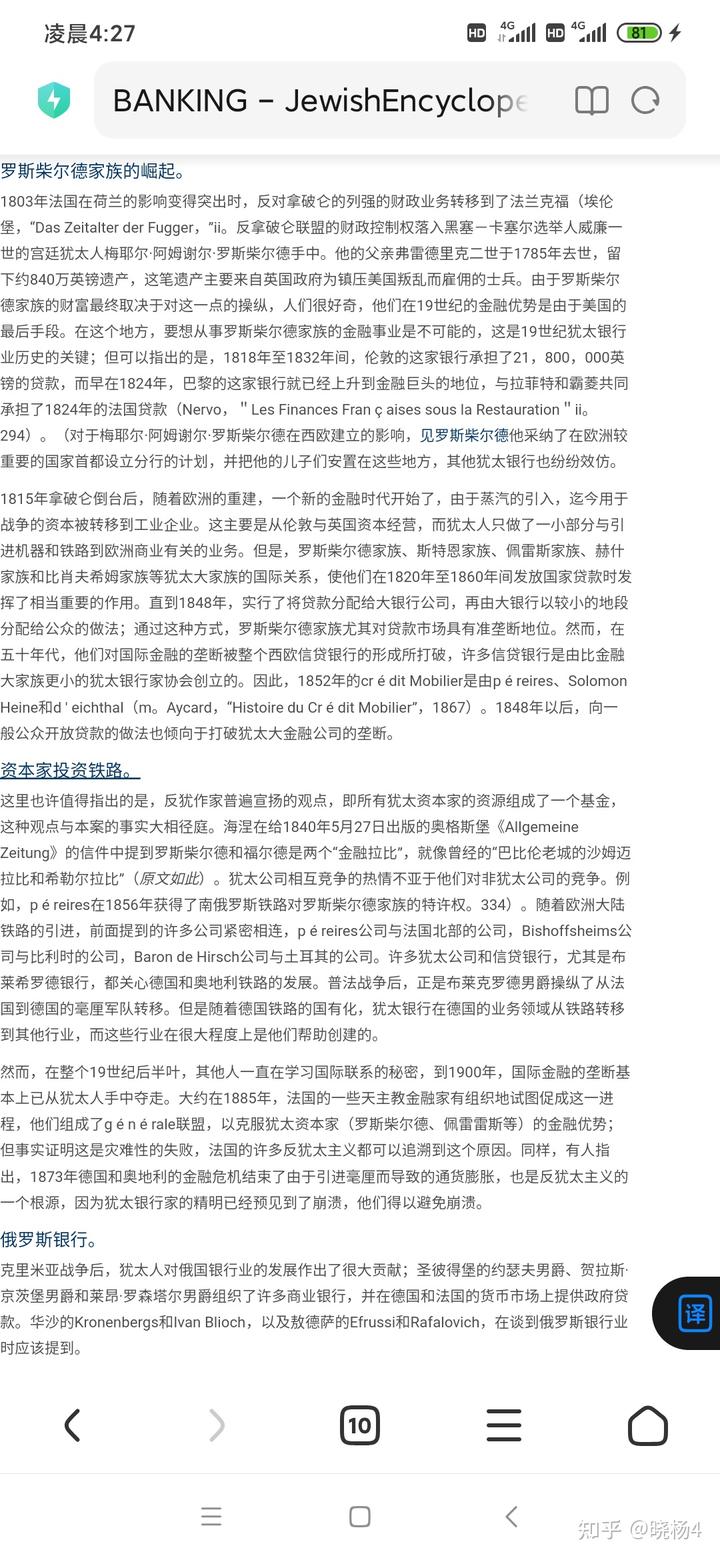 凌晨4:27
HD 4G HD 4G 81
BANKING – JewishEncyclope
罗斯柴尔德家族的崛起。
1803年法国在荷兰的影响变得突出时，反对拿破仑的列强的财政业务转移到了法兰克福（埃伦
堡，“Das Zeitalter der Fugger，”ii。反拿破仑联盟的财政控制权落入黑塞－卡塞尔选举人威廉一
世的宫廷犹太人梅耶尔·阿姆谢尔·罗斯柴尔德手中。他的父亲弗雷德里克二世于1785年去世，留
下约840万英镑遗产，这笔遗产主要来自英国政府为镇压美国叛乱而雇佣的士兵。由于罗斯柴尔
德家族的财富最终取决于对这一点的操纵，人们很好奇，他们在19世纪的金融优势是由于美国的
最后手段。在这个地方，要想从事罗斯柴尔德家族的金融事业是不可能的，这是19世纪犹太银行
业历史的关键；但可以指出的是，1818年至1832年间，伦敦的这家银行承担了21，800，000英
镑的贷款，而早在1824年，巴黎的这家银行就已经上升到金融巨头的地位，与拉菲特和霸菱共同
承担了1824年的法国贷款（Nervo，＂Les Finances Fran ç aises sous la Restauration＂ii。
294）。（对于梅耶尔·阿姆谢尔·罗斯柴尔德在西欧建立的影响，见罗斯柴尔德他采纳了在欧洲较
重要的国家首都设立分行的计划，并把他的儿子们安置在这些地方，其他犹太银行也纷纷效仿。
1815年拿破仑倒台后，随着欧洲的重建，一个新的金融时代开始了，由于蒸汽的引入，迄今用于
战争的资本被转移到工业企业。这主要是从伦敦与英国资本经营，而犹太人只做了一小部分与引
进机器和铁路到欧洲商业有关的业务。但是，罗斯柴尔德家族、斯特恩家族、佩雷斯家族、赫什
家族和比肖夫希姆家族等犹太大家族的国际关系，使他们在1820年至1860年间发放国家贷款时发
挥了相当重要的作用。直到1848年，实行了将贷款分配给大银行公司，再由大银行以较小的地段
分配给公众的做法；通过这种方式，罗斯柴尔德家族尤其对贷款市场具有准垄断地位。然而，在
五十年代，他们对国际金融的垄断被整个西欧信贷银行的形成所打破，许多信贷银行是由比金融
大家族更小的犹太银行家协会创立的。因此，1852年的cr é dit Mobilier是由p é reires、Solomon
Heine和d＇eichthal（m。Aycard，“Histoire du Cr é dit Mobilier”，1867）。1848年以后，向一
般公众开放贷款的做法也倾向于打破犹太大金融公司的垄断。
资本家投资铁路。
这里也许值得指出的是，反犹作家普遍宣扬的观点，即所有犹太资本家的资源组成了一个基金，
这种观点与本案的事实大相径庭。海涅在给1840年5月27日出版的奥格斯堡《Allgemeine
Zeitung》的信件中提到罗斯柴尔德和福尔德是两个“金融拉比”，就像曾经的“巴比伦老城的沙姆迈
拉比和希勒尔拉比”（原文如此）。犹太公司相互竞争的热情不亚于他们对非犹太公司的竞争。例
如，p é reires在1856年获得了南俄罗斯铁路对罗斯柴尔德家族的特许权。334）。随着欧洲大陆
铁路的引进，前面提到的许多公司紧密相连，p é reires公司与法国北部的公司，Bishoffsheims公
司与比利时的公司，Baron de Hirsch公司与土耳其的公司。许多犹太公司和信贷银行，尤其是布
莱希罗德银行，都关心德国和奥地利铁路的发展。普法战争后，正是布莱克罗德男爵操纵了从法
国到德国的毫厘军队转移。但是随着德国铁路的国有化，犹太银行在德国的业务领域从铁路转移
到其他行业，而这些行业在很大程度上是他们帮助创建的。
然而，在整个19世纪后半叶，其他人一直在学习国际联系的秘密，到1900年，国际金融的垄断基
本上已从犹太人手中夺走。大约在1885年，法国的一些天主教金融家有组织地试图促成这一进
程，他们组成了g é n é rale联盟，以克服犹太资本家（罗斯柴尔德、佩雷雷斯等）的金融优势；
但事实证明这是灾难性的失败，法国的许多反犹太主义都可以追溯到这个原因。同样，有人指
出，1873年德国和奥地利的金融危机结束了由于引进毫厘而导致的通货膨胀，也是反犹太主义的
一个根源，因为犹太银行家的精明已经预见到了崩溃，他们得以避免崩溃。
俄罗斯银行。
克里米亚战争后，犹太人对俄国银行业的发展作出了很大贡献；圣彼得堡的约瑟夫男爵、贺拉斯·
京茨堡男爵和莱昂·罗森塔尔男爵组织了许多商业银行，并在德国和法国的货币市场上提供政府贷
款。华沙的Kronenbergs和Ivan Blioch，以及敖德萨的Efrussi和Rafalovich，在谈到俄罗斯银行业
时应该提到。
译
10
知乎 @晓杨4